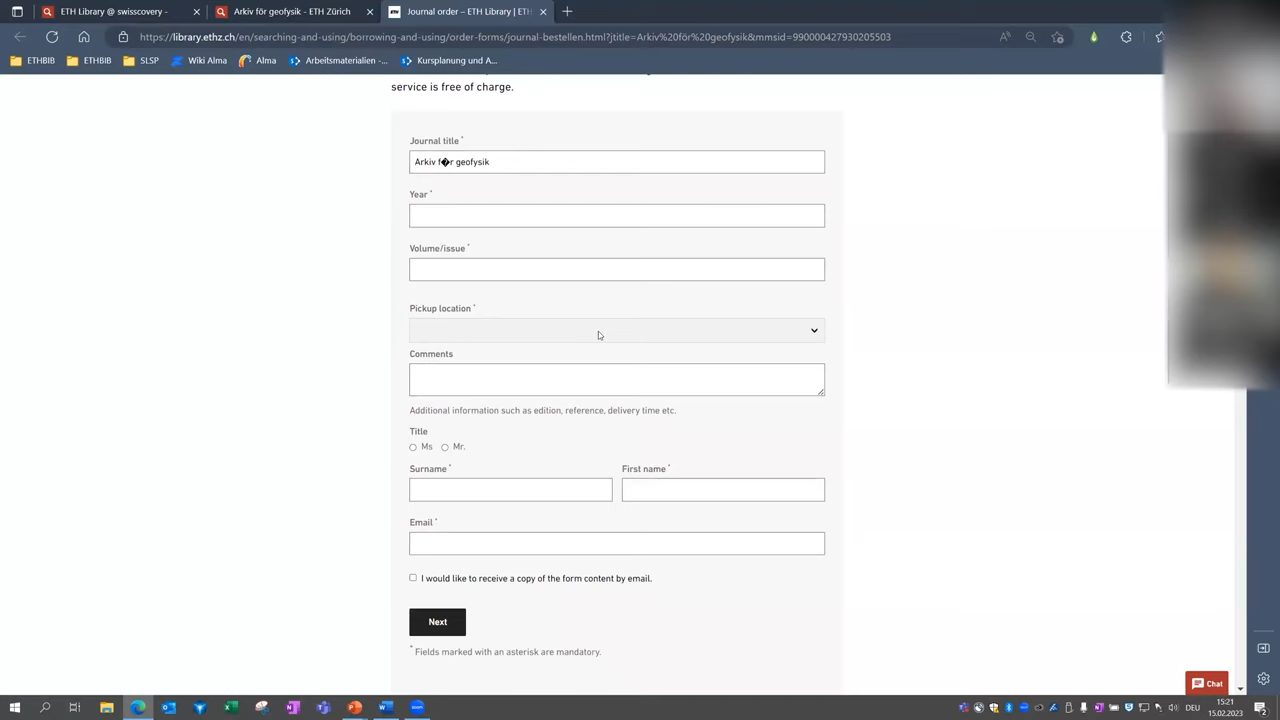 ETH Library @ swisscovery -
Arkiv för geofysik - ETH Zürich
Journal order – ETH Library | ETH
https://library.ethz.ch/en/searching-and-using/borrowing-and-using/order-forms/journal-bestellen.html?jtitle=Arkiv%20för%20geofysik&mmsid=990000427930205503
ETHBIB
ETHBIB
SLSP
Wiki Alma
Alma
Arbeitsmaterialien -...
Kursplanung und A...
service is free of charge.
Journal title *
Arkiv f�r geofysik
Year *
Volume/issue *
Pickup location *
Comments
Additional information such as edition, reference, delivery time etc.
Title
Ms Mr.
Surname * First name *
Email *
I would like to receive a copy of the form content by email.
Next
* Fields marked with an asterisk are mandatory.
Chat
DEU
15:21
15.02.2023
2